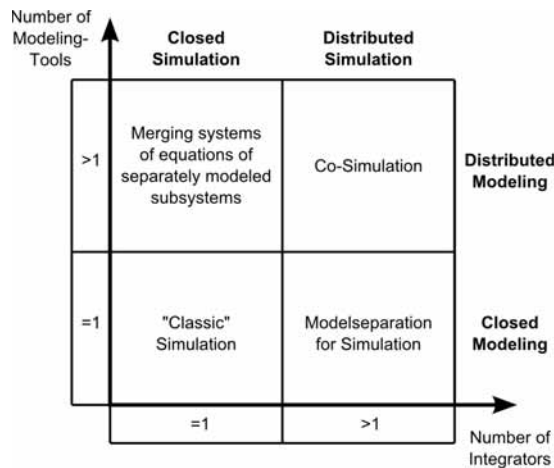 Number of
Modeling-
Tools
Closed
Simulation
Distributed
Simulation
>1
Merging systems
of equations of
separately modeled
subsystems
Co-Simulation
Distributed
Modeling
=1
"Classic"
Simulation
Modelseparation
for Simulation
Closed
Modeling
=1
>1
Number of
Integrators